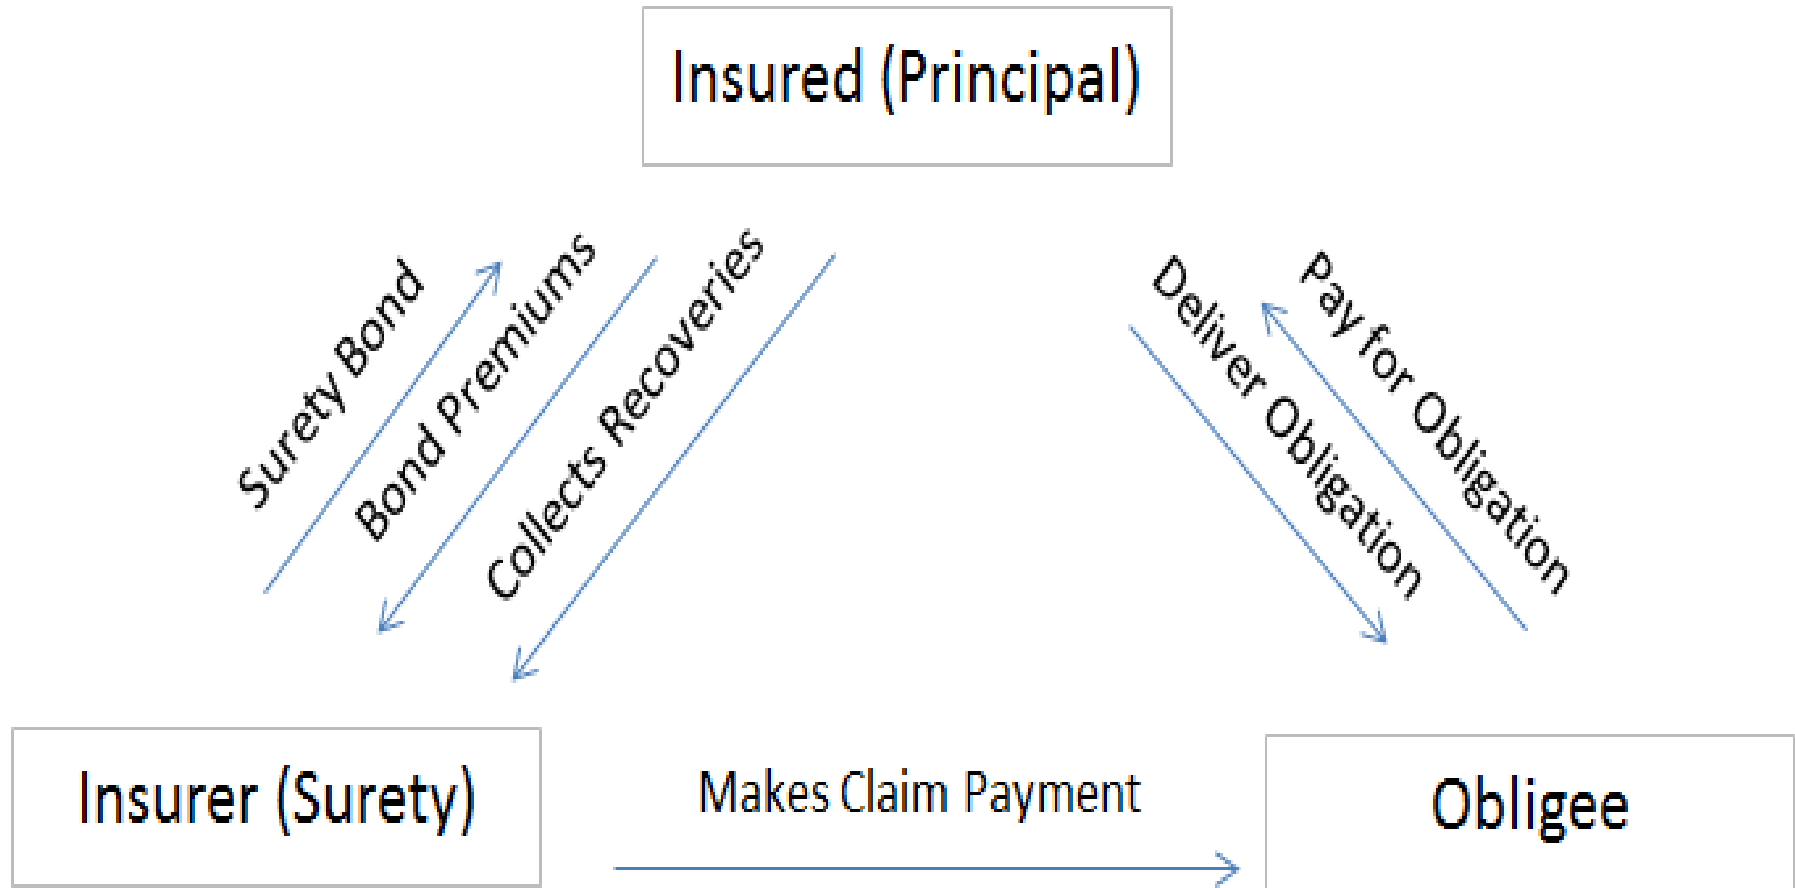 Insured (Principal)
Surety Bond
Bond Premiums
Collects Recoveries
Deliver Obligation
Pay for Obligation
Insurer (Surety)
Makes Claim Payment
Obligee